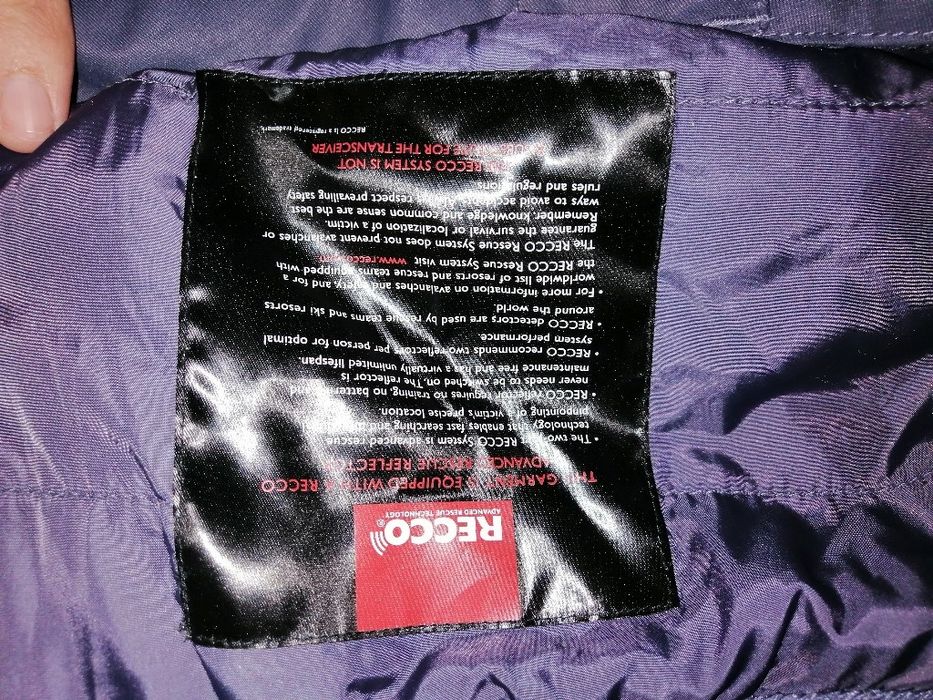 RECCO®
ADVANCED RESCUE TECHNOLOGY
THIS GARMENT IS EQUIPPED WITH A RECCO
ADVANCED RESCUE REFLECTOR
• The two-part RECCO System is advanced rescue
technology that enables fast searching and
pinpointing of a victim's precise location.
• RECCO reflector requires no training, no batteries and
never needs to be switched on. The reflector is
maintenance free and has a virtually unlimited lifespan.
• RECCO recommends two reflectors per person for optimal
system performance.
• RECCO detectors are used by rescue teams and ski resorts
around the world.
• For more information on avalanches and safety, and for a
worldwide list of resorts and rescue teams equipped with
the RECCO Rescue System visit www.recco.com
The RECCO Rescue System does not prevent avalanches or
guarantee the survival or localization of a victim.
Remember, knowledge and common sense are the best
ways to avoid accidents. Always respect prevailing safety
rules and regulations.
THE RECCO SYSTEM IS NOT
FOR THE TRANSCEIVER
RECCO is a registered trademark.